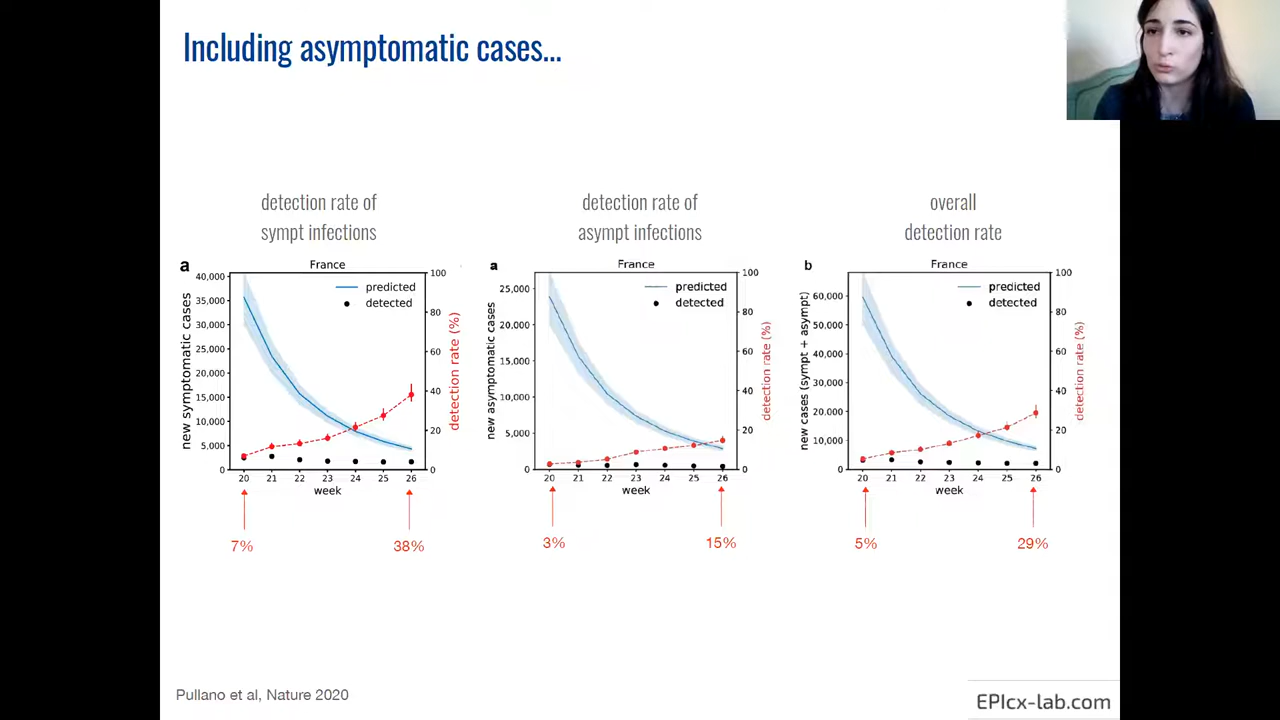 Including asymptomatic cases...
detection rate of
sympt infections
detection rate of
asympt infections
overall
detection rate
a
France
40,000
35,000
30,000
25,000
20,000
15,000
10,000
5,000
0
new symptomatic cases
predicted
detected
100
80
60
40
20
0
detection rate (%)
20 21 22 23 24 25 26
week
7%
38%
a
France
25,000
20,000
15,000
10,000
5,000
0
new asymptomatic cases
predicted
detected
100
80
60
40
20
0
detection rate (%)
20 21 22 23 24 25 26
week
3%
15%
b
France
60,000
50,000
40,000
30,000
20,000
10,000
0
new cases (sympt + asympt)
predicted
detected
100
80
60
40
20
0
detection rate (%)
20 21 22 23 24 25 26
week
5%
29%
Pullano et al, Nature 2020
EPIcx-lab.com